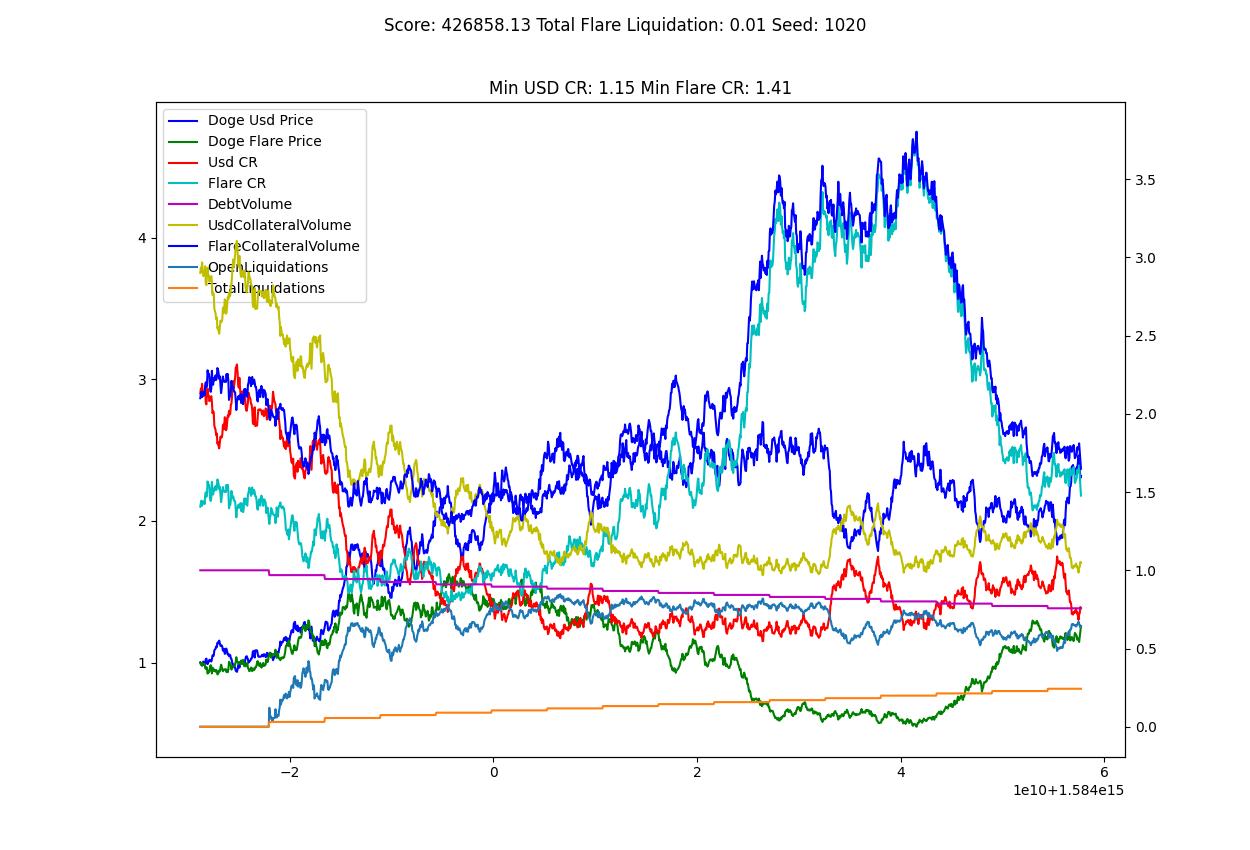 Score: 426858.13 Total Flare Liquidation: 0.01 Seed: 1020
Min USD CR: 1.15 Min Flare CR: 1.41
Doge Usd Price
Doge Flare Price
Usd CR
Flare CR
DebtVolume
UsdCollateralVolume
FlareCollateralVolume
OpenLiquidations
TotalLiquidations
4
3
2
1
3.5
3.0
2.5
2.0
1.5
1.0
0.5
0.0
−2
0
2
4
6
1e10+1.584e15